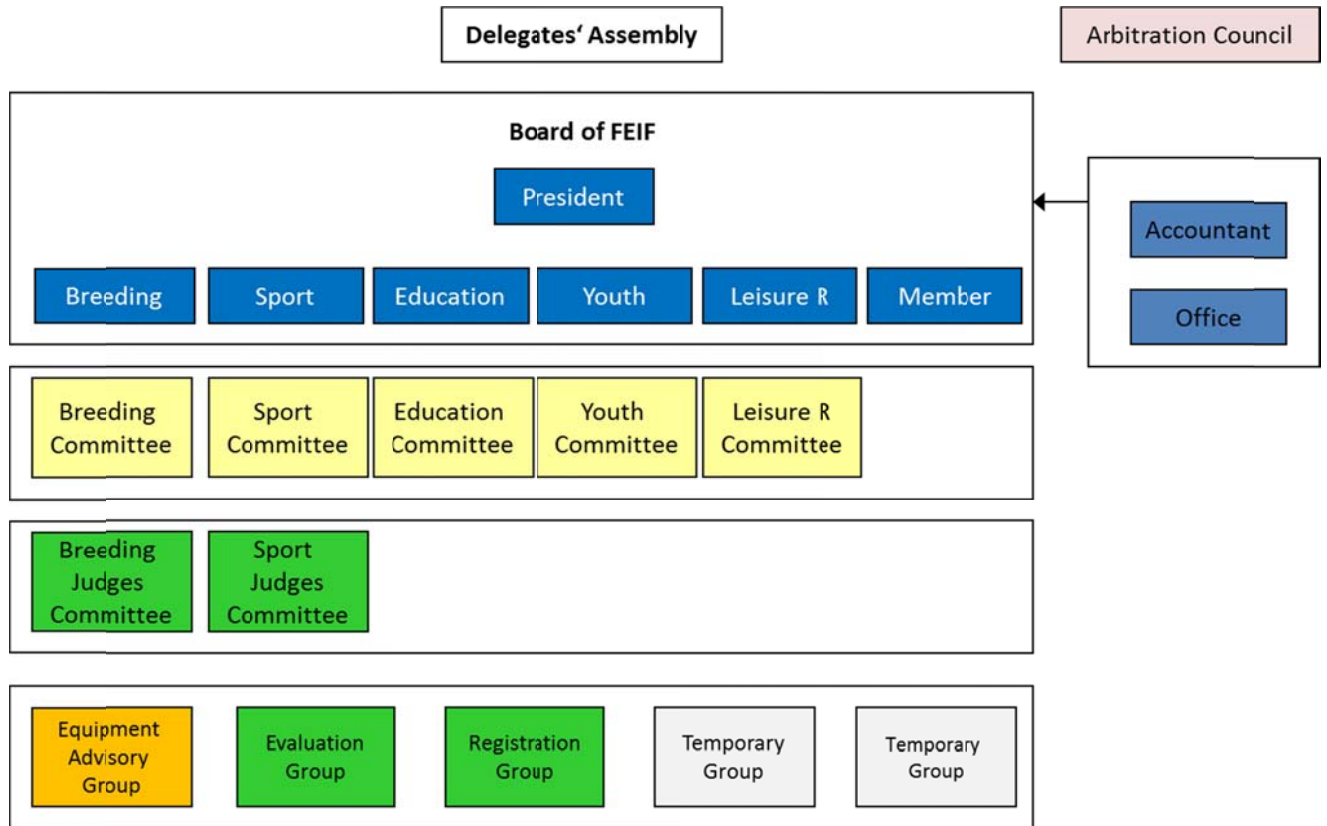 Delegates‘ Assembly
Arbitration Council
Board of FEIF
President
Accountant
Office
Breeding
Sport
Education
Youth
Leisure R
Member
Breeding
Committee
Sport
Committee
Education
Committee
Youth
Committee
Leisure R
Committee
Breeding
Judges
Committee
Sport
Judges
Committee
Equipment
Advisory
Group
Evaluation
Group
Registration
Group
Temporary
Group
Temporary
Group